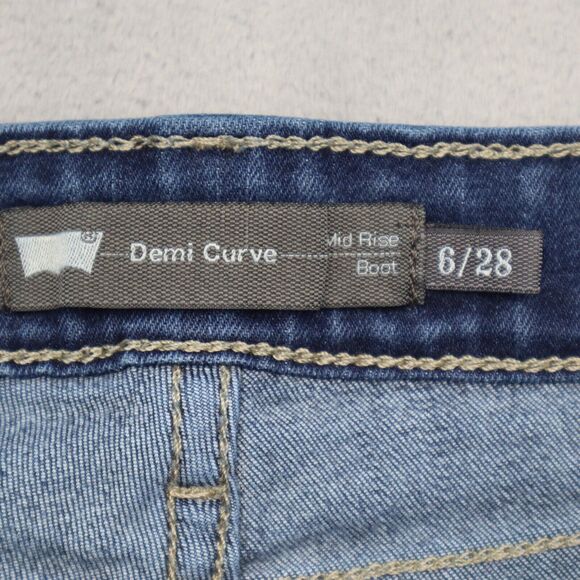 Demi Curve
Mid Rise
Boot
6/28